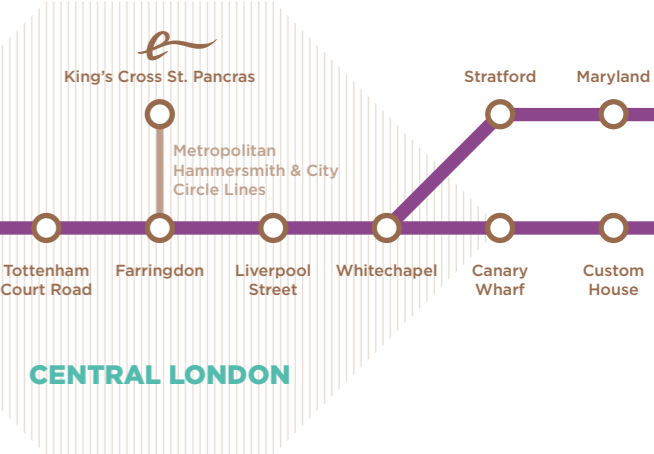 e
King's Cross St. Pancras
Stratford
Maryland
Metropolitan
Hammersmith & City
Circle Lines
Tottenham
Court Road
Farringdon
Liverpool
Street
Whitechapel
Canary
Wharf
Custom
House
CENTRAL LONDON